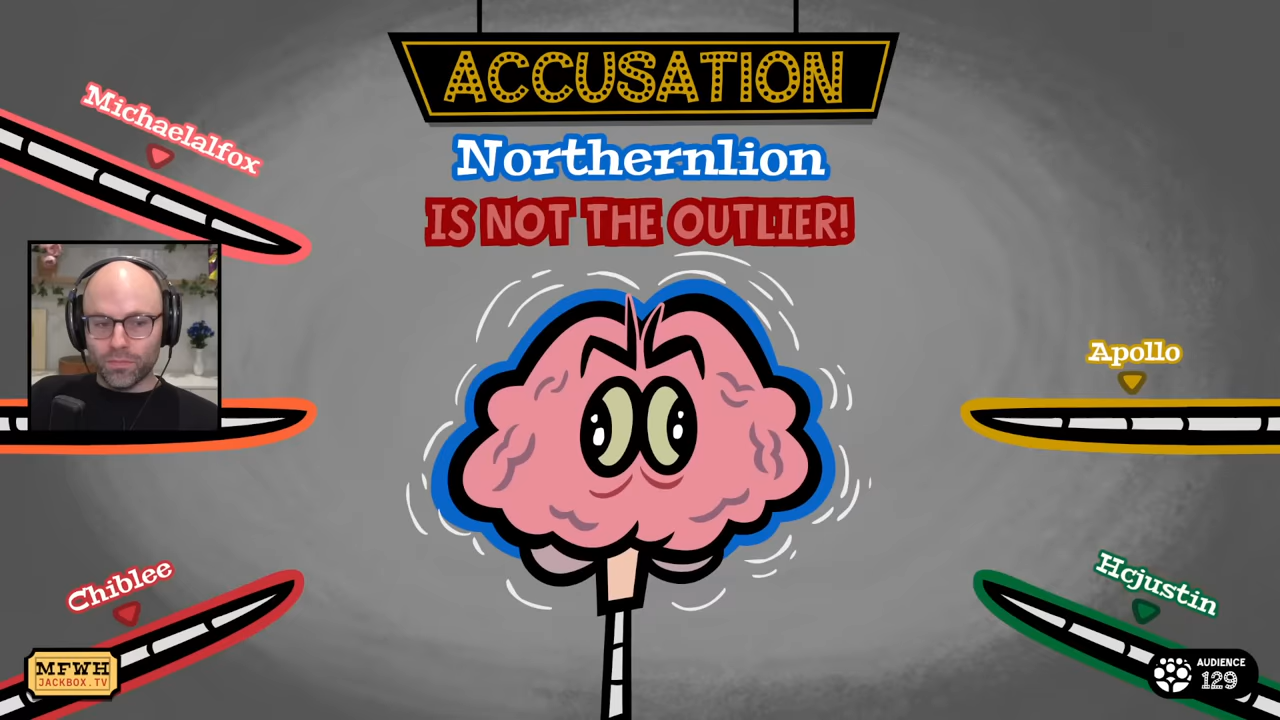 ACCUSATION
Northernlion
IS NOT THE OUTLIER!
Michaelalfox
Apollo
Chiblee
Hcjustin
MFWH
JACKBOX.TV
AUDIENCE
129